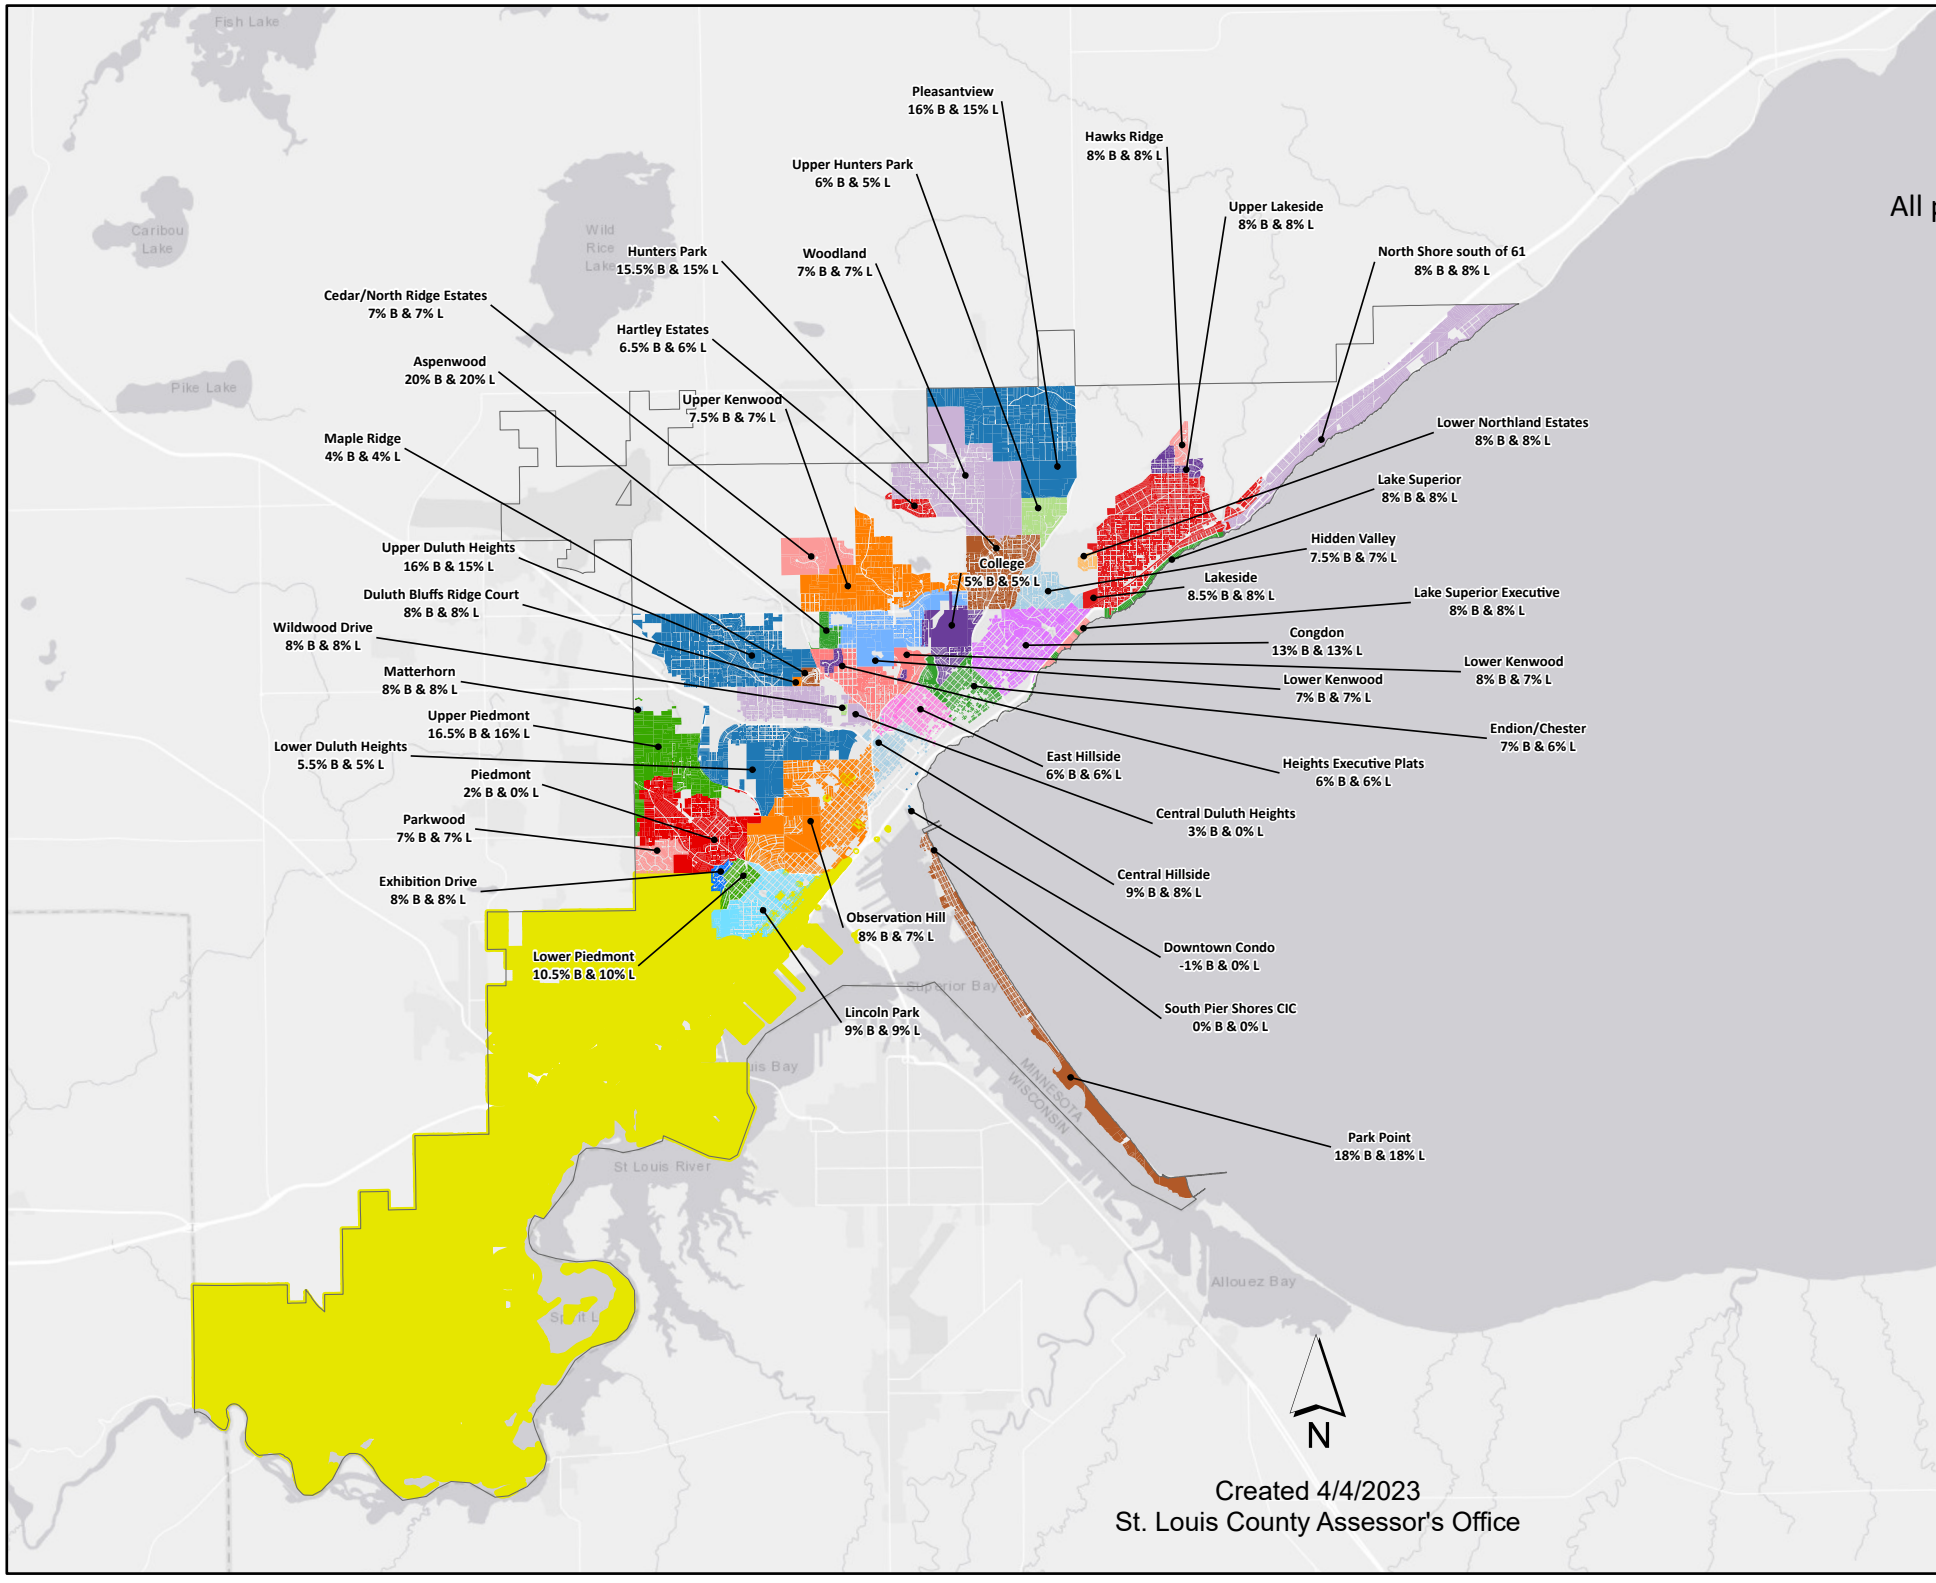 Fish Lake
Pleasantview
16% B & 15% L
Hawks Ridge
8% B & 8% L
Upper Hunters Park
6% B & 5% L
Upper Lakeside
8% B & 8% L
All
Caribou
Lake
Wild
Rice
Lake
Hunters Park
15.5% B & 15% L
Woodland
7% B & 7% L
North Shore south of 61
8% B & 8% L
Cedar/North Ridge Estates
7% B & 7% L
Hartley Estates
6.5% B & 6% L
Aspenwood
20% B & 20% L
Pike Lake
Upper Kenwood
7.5% B & 7% L
Maple Ridge
4% B & 4% L
Lower Northland Estates
8% B & 8% L
Lake Superior
8% B & 8% L
Upper Duluth Heights
16% B & 15% L
Hidden Valley
7.5% B & 7% L
College
5% B & 5% L
Lakeside
8.5% B & 8% L
Duluth Bluffs Ridge Court
8% B & 8% L
Lake Superior Executive
8% B & 8% L
Wildwood Drive
8% B & 8% L
Congdon
13% B & 13% L
Lower Kenwood
8% B & 7% L
Matterhorn
8% B & 8% L
Lower Kenwood
7% B & 7% L
Upper Piedmont
16.5% B & 16% L
Endion/Chester
7% B & 6% L
Lower Duluth Heights
5.5% B & 5% L
East Hillside
6% B & 6% L
Heights Executive Plats
6% B & 6% L
Piedmont
2% B & 0% L
Central Duluth Heights
3% B & 0% L
Parkwood
7% B & 7% L
Central Hillside
9% B & 8% L
Exhibition Drive
8% B & 8% L
Observation Hill
8% B & 7% L
Lower Piedmont
10.5% B & 10% L
Downtown Condo
-1% B & 0% L
Superior Bay
Lincoln Park
9% B & 9% L
South Pier Shores CIC
0% B & 0% L
uis Bay
MINNESOTA
WISCONSIN
Park Point
18% B & 18% L
St Louis River
Allouez Bay
Sp it L
N
Created 4/4/2023
St. Louis County Assessor's Office